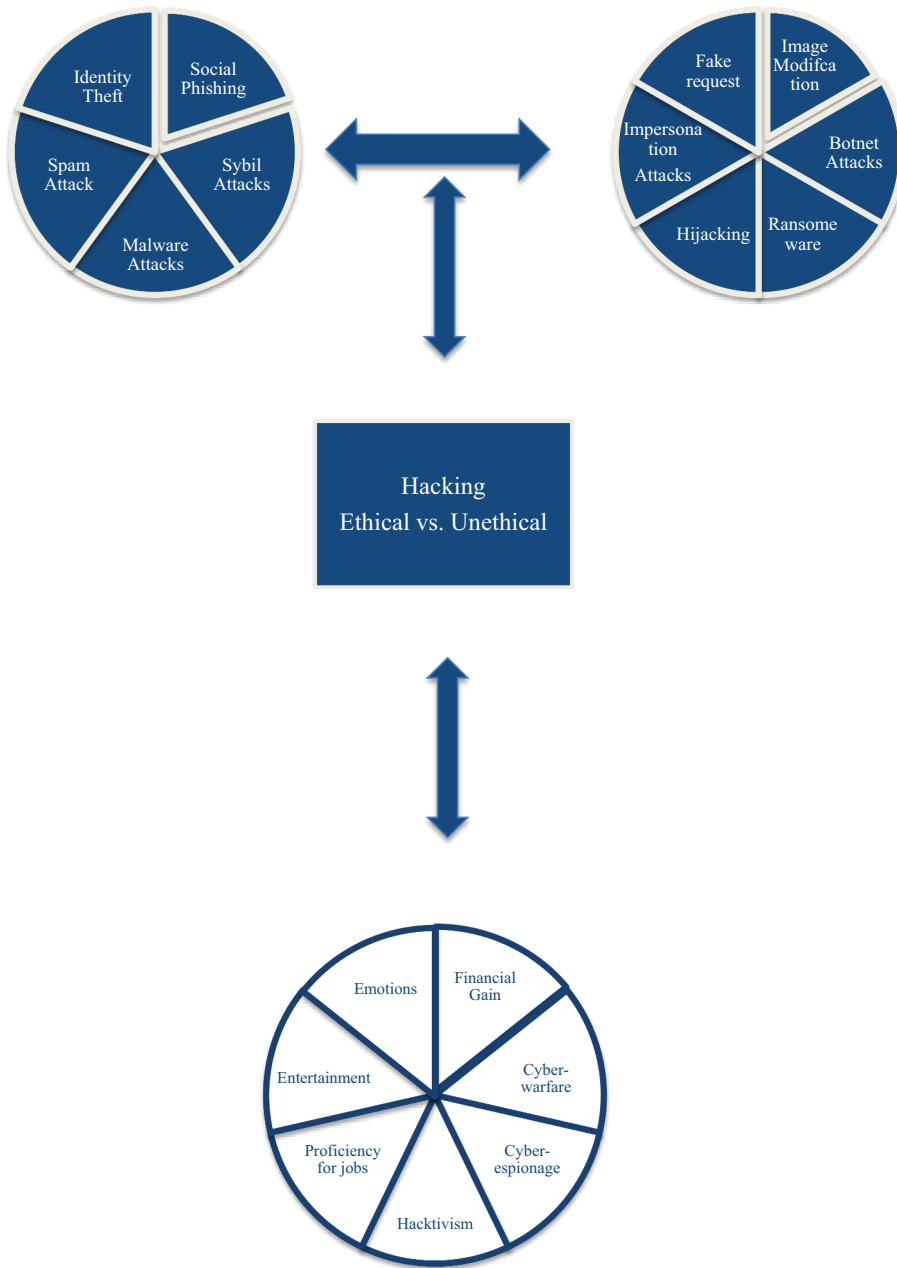 Identity
Theft
Social
Phishing
Sybil
Attacks
Malware
Attacks
Spam
Attack
Fake
request
Image
Modifca
tion
Botnet
Attacks
Ransome
ware
Hijacking
Impersona
tion
Attacks
Hacking
Ethical vs. Unethical
Emotions
Financial
Gain
Cyber-
warfare
Cyber-
espionage
Hacktivism
Proficiency
for jobs
Entertainment